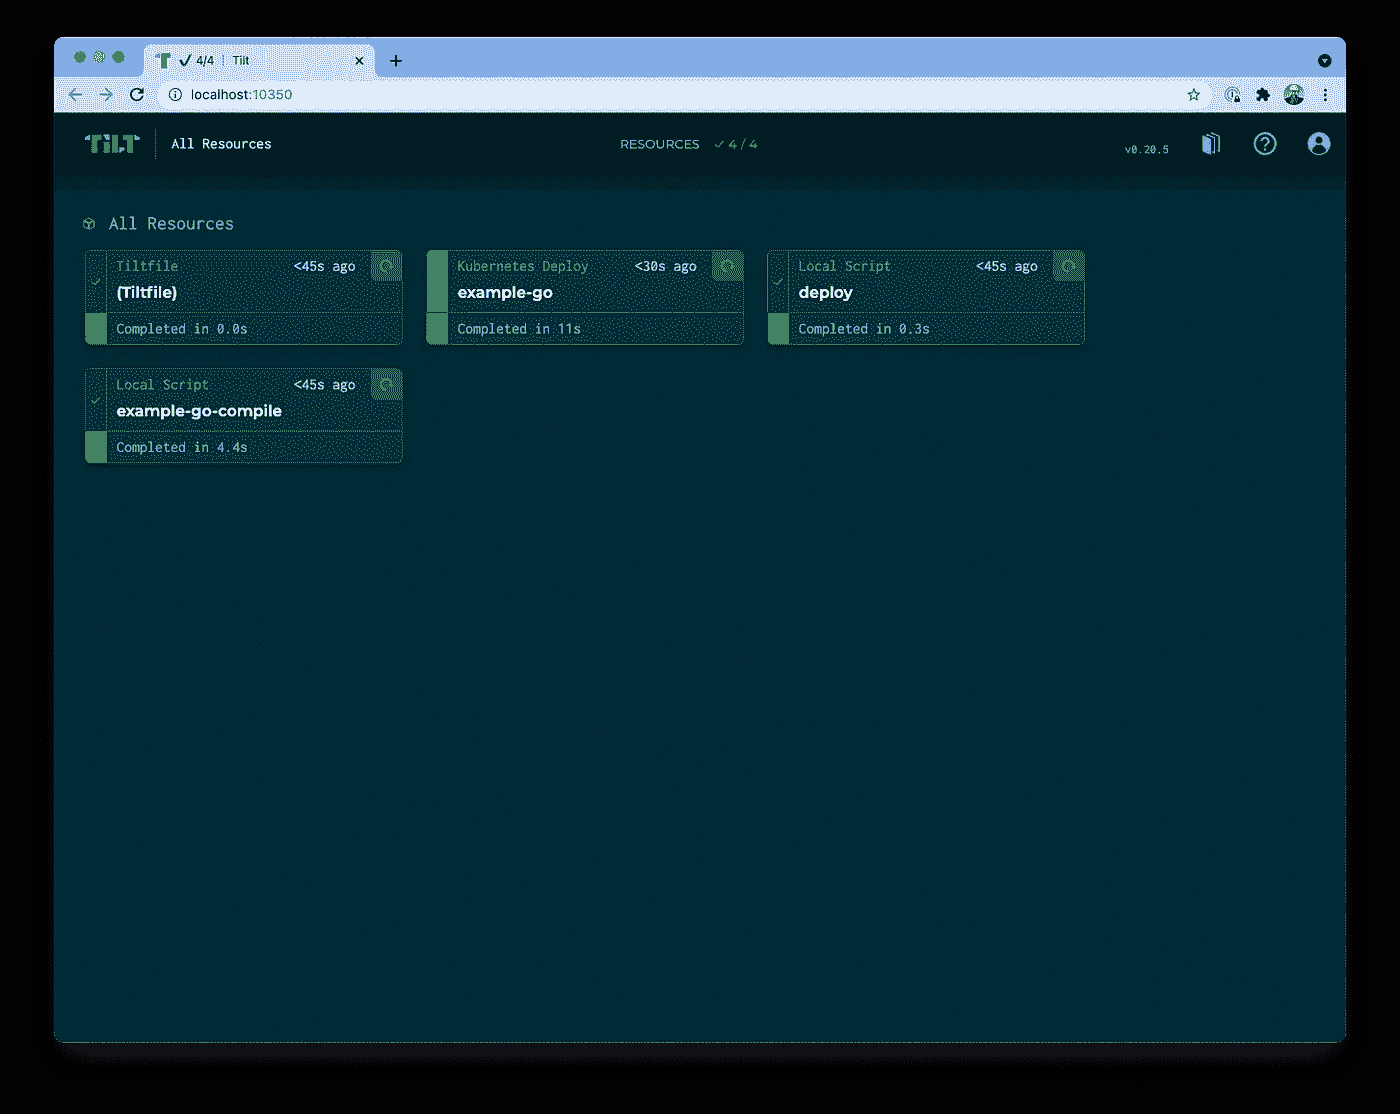 ✓ 4/4 | Tilt
localhost:10350
TiLT All Resources RESOURCES ✓ 4 / 4 v0.20.5
All Resources
Tiltfile <45s ago
(Tiltfile)
Completed in 0.0s
Kubernetes Deploy <30s ago
example-go
Completed in 11s
Local Script <45s ago
deploy
Completed in 0.3s
Local Script <45s ago
example-go-compile
Completed in 4.4s